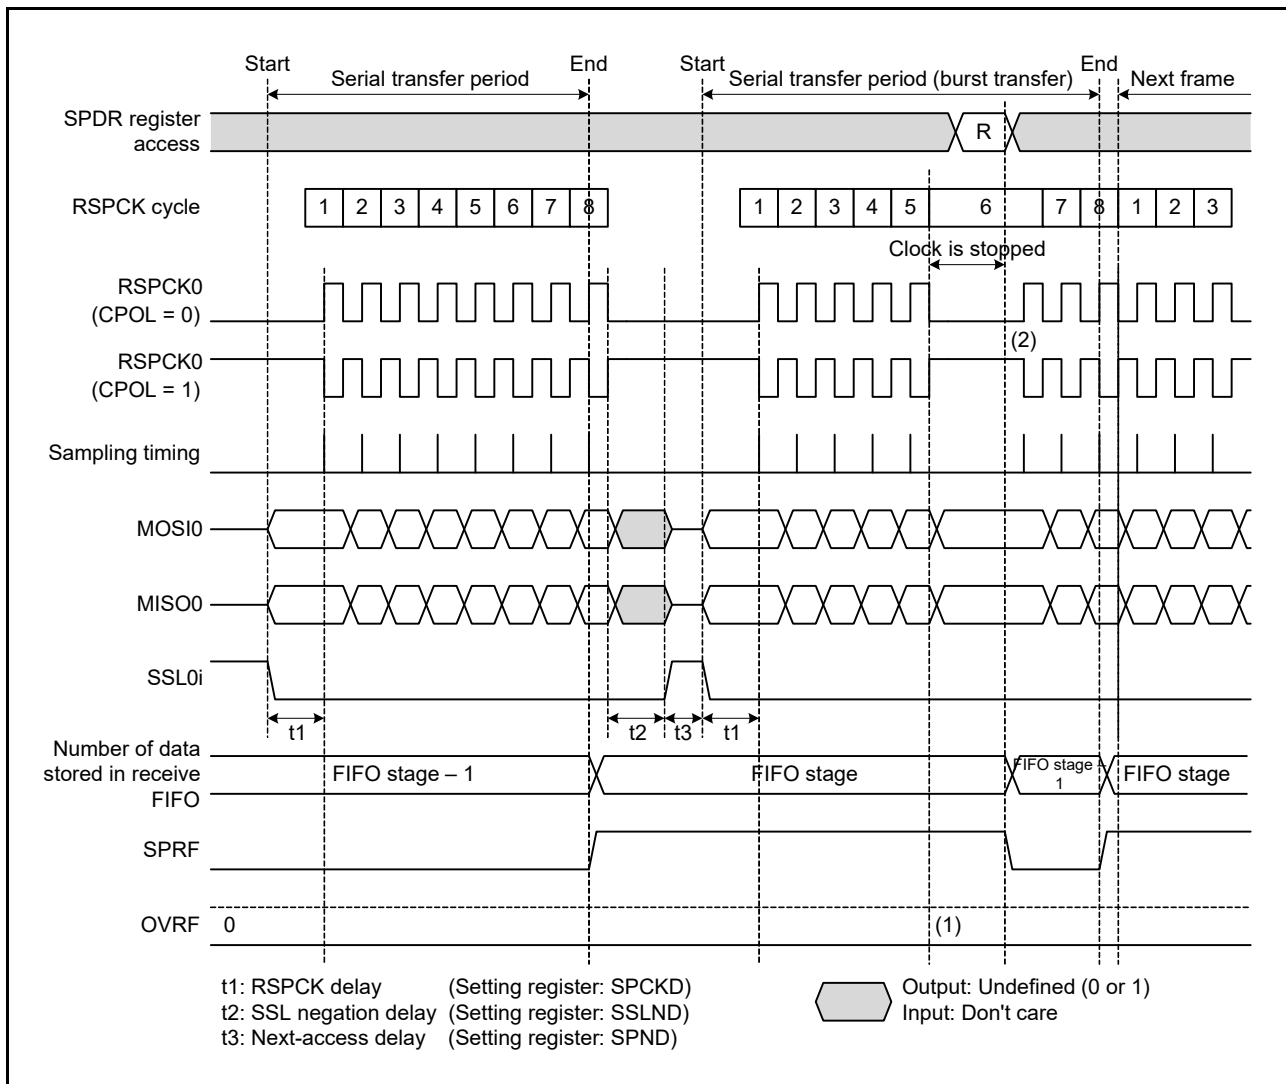 Start
End
Start
End
Serial transfer period
Serial transfer period (burst transfer)
Next frame
SPDR register
access
R
RSPCK cycle
1 2 3 4 5 6 7 8
1 2 3 4 5 6 7 8 1 2 3
Clock is stopped
RSPCK0
(CPOL = 0)
(2)
RSPCK0
(CPOL = 1)
Sampling timing
MOSI0
MISO0
SSL0i
t1
t2
t3
t1
Number of data
stored in receive
FIFO
FIFO stage – 1
FIFO stage
FIFO stage –
1
FIFO stage
SPRF
OVRF
0
(1)
t1: RSPCK delay (Setting register: SPCKD)
t2: SSL negation delay (Setting register: SSLND)
t3: Next-access delay (Setting register: SPND)
Output: Undefined (0 or 1)
Input: Don't care